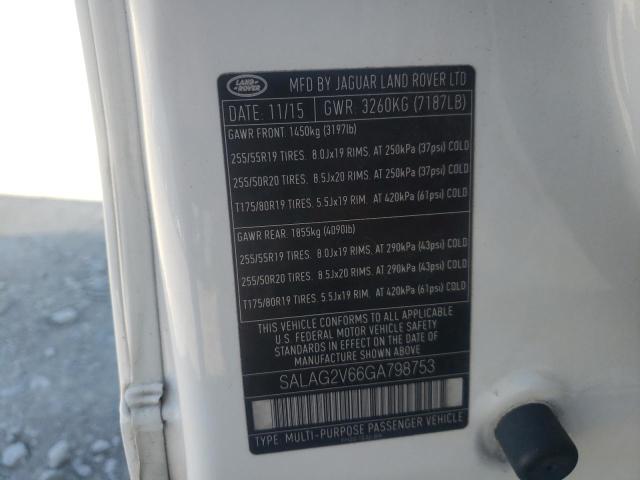 LAND ROVER
MFD BY JAGUAR LAND ROVER LTD
DATE: 11/15 GWR. 3260KG (7187LB)
GAWR FRONT. 1450kg (3197lb)
255/55R19 TIRES. 8.0Jx19 RIMS. AT 250kPa (37psi) COLD
255/50R20 TIRES. 8.5Jx20 RIMS. AT 250kPa (37psi) COLD
T175/80R19 TIRES. 5.5Jx19 RIM. AT 420kPa (61psi) COLD
GAWR REAR. 1855kg (4090lb)
255/55R19 TIRES. 8.0Jx19 RIMS. AT 290kPa (43psi) COLD
255/50R20 TIRES. 8.5Jx20 RIMS. AT 290kPa (43psi) COLD
T175/80R19 TIRES. 5.5Jx19 RIM. AT 420kPa (61psi) COLD
THIS VEHICLE CONFORMS TO ALL APPLICABLE
U.S FEDERAL MOTOR VEHICLE SAFETY
STANDARDS IN EFFECT ON THE DATE OF
MANUFACTURE SHOWN ABOVE
SALAG2V66GA798753
TYPE: MULTI-PURPOSE PASSENGER VEHICLE